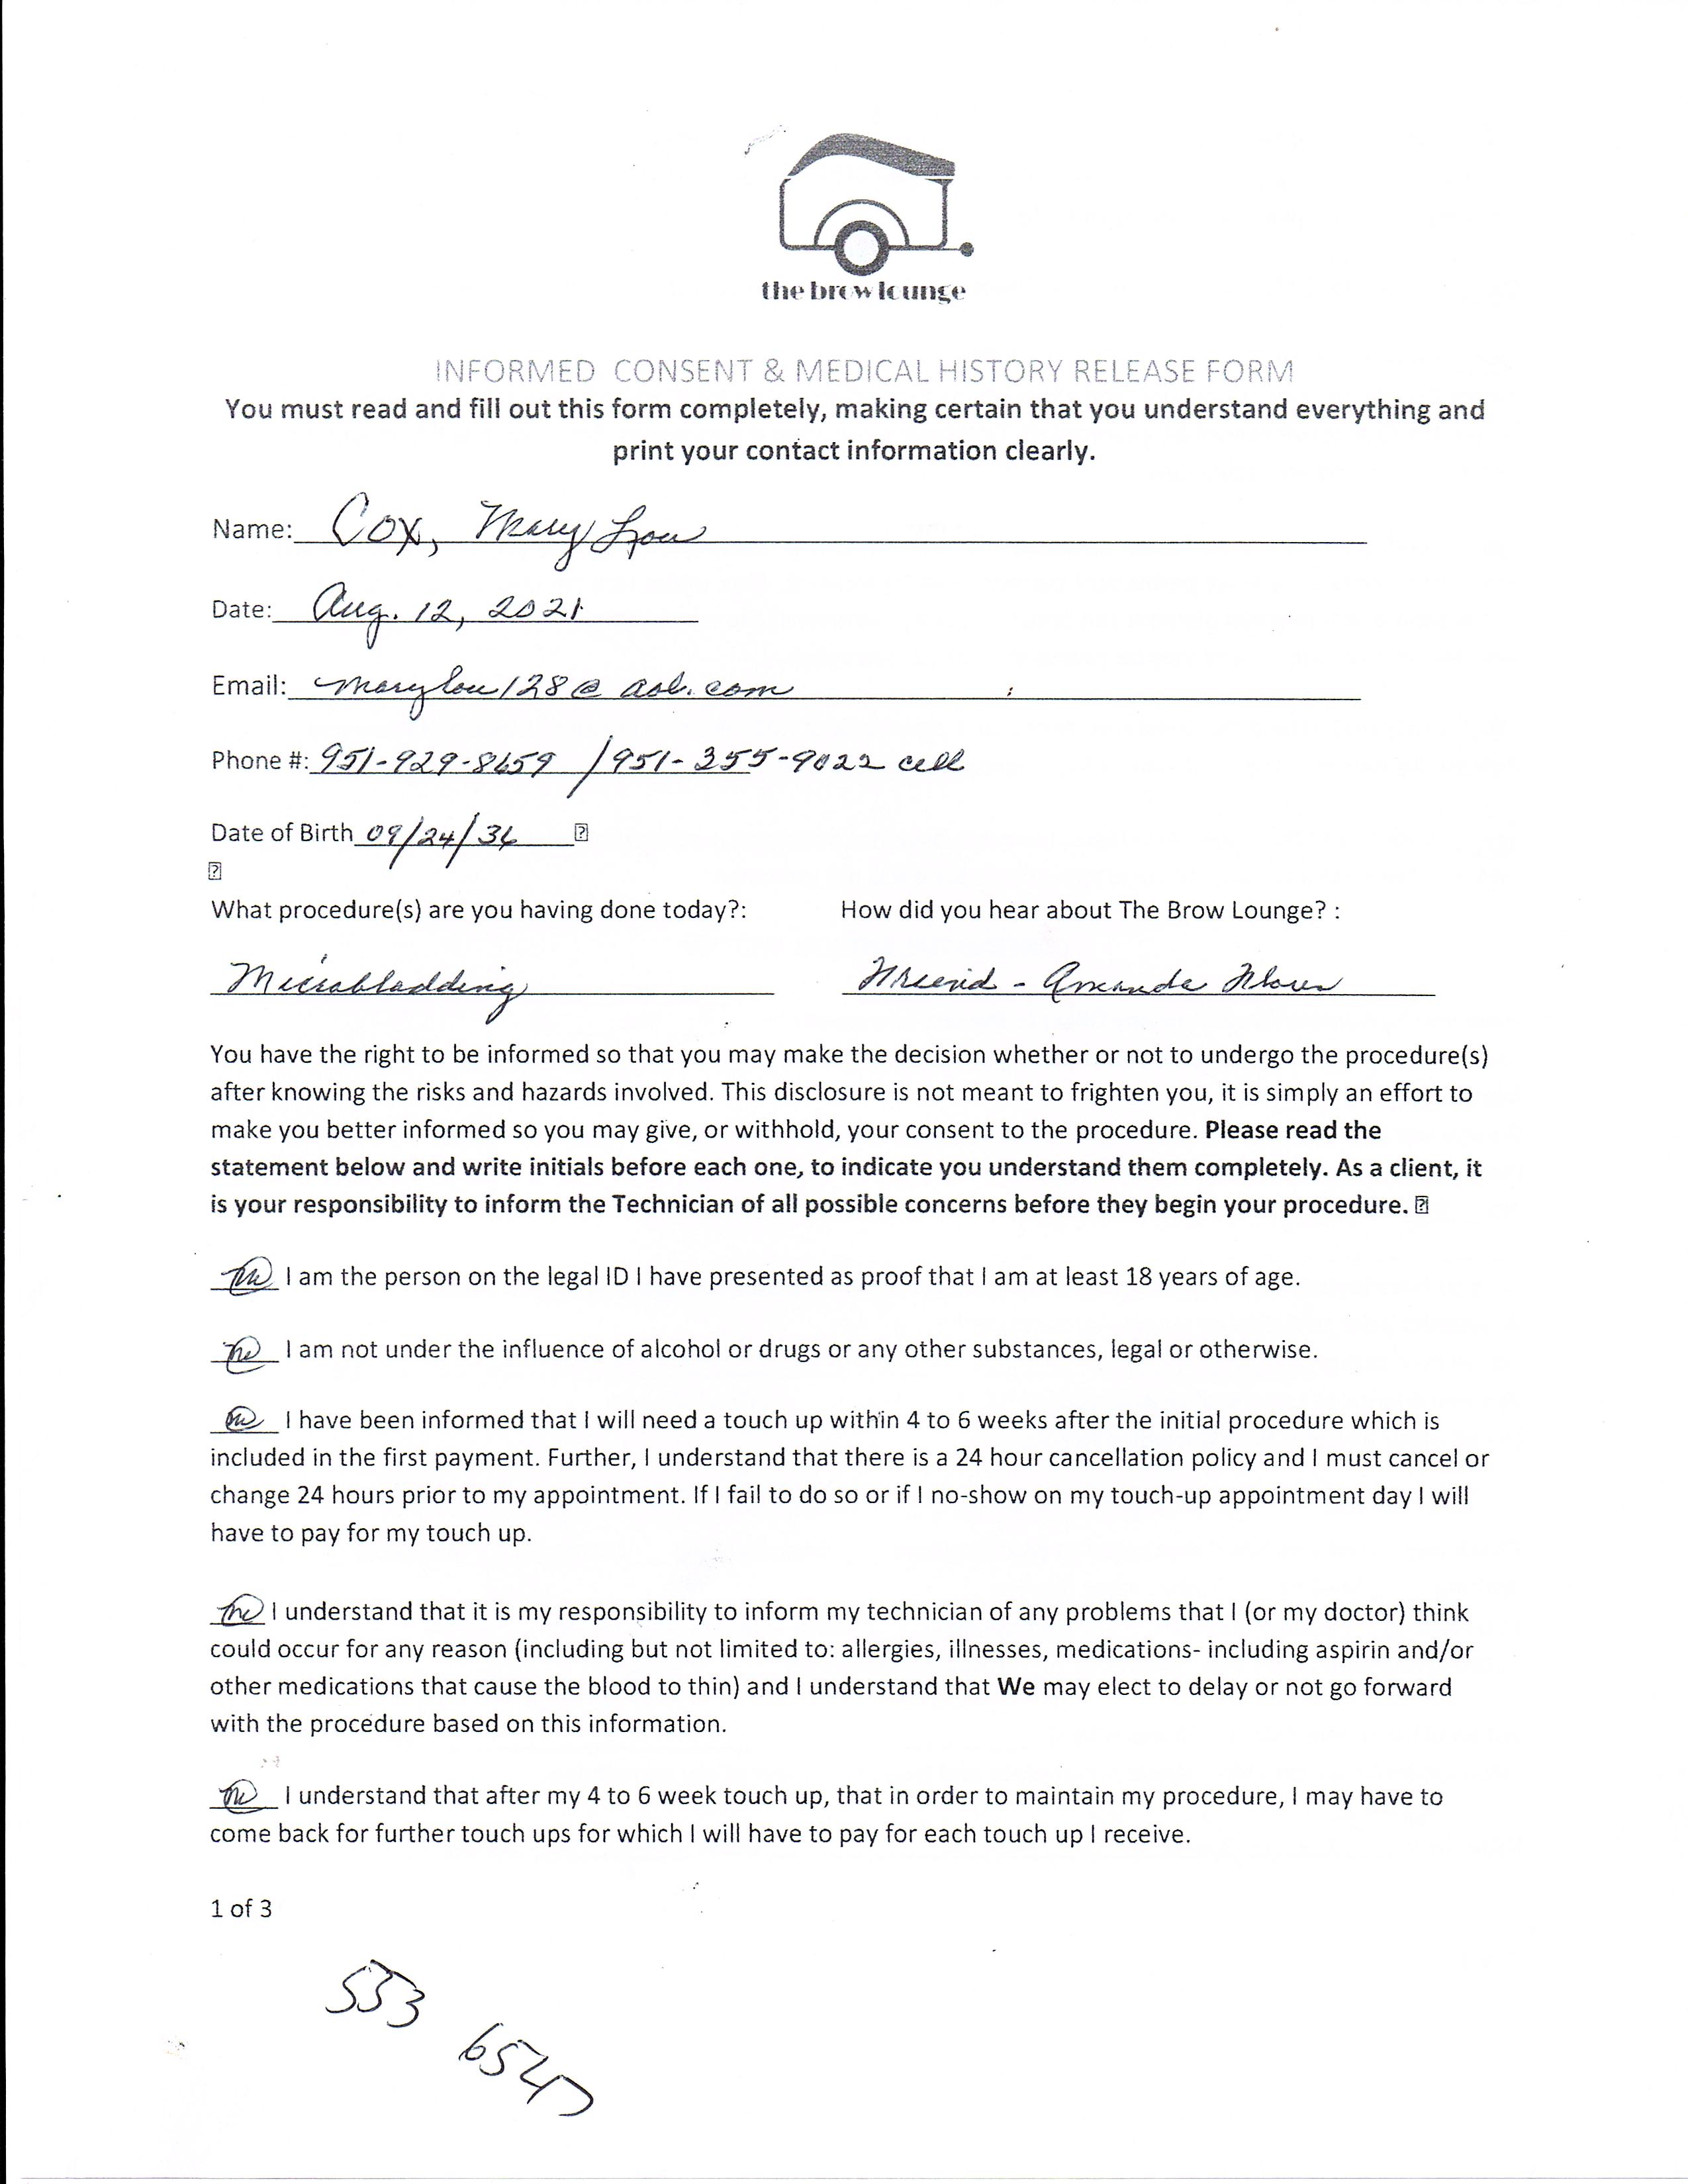 the brow lounge
INFORMED CONSENT & MEDICAL HISTORY RELEASE FORM
You must read and fill out this form completely, making certain that you understand everything and
print your contact information clearly.
Name: Cox, Mary Lou
Date: Aug. 12, 2021
Email: marylou128@aol.com
Phone #: 951-929-8659 / 951-355-9022 cell
Date of Birth 09/24/36
What procedure(s) are you having done today?: How did you hear about The Brow Lounge? :
Microbladding Friend - Amanda
You have the right to be informed so that you may make the decision whether or not to undergo the procedure(s)
after knowing the risks and hazards involved. This disclosure is not meant to frighten you, it is simply an effort to
make you better informed so you may give, or withhold, your consent to the procedure. Please read the
statement below and write initials before each one, to indicate you understand them completely. As a client, it
is your responsibility to inform the Technician of all possible concerns before they begin your procedure.
I am the person on the legal ID I have presented as proof that I am at least 18 years of age.
I am not under the influence of alcohol or drugs or any other substances, legal or otherwise.
I have been informed that I will need a touch up within 4 to 6 weeks after the initial procedure which is
included in the first payment. Further, I understand that there is a 24 hour cancellation policy and I must cancel or
change 24 hours prior to my appointment. If I fail to do so or if I no-show on my touch-up appointment day I will
have to pay for my touch up.
I understand that it is my responsibility to inform my technician of any problems that I (or my doctor) think
could occur for any reason (including but not limited to: allergies, illnesses, medications- including aspirin and/or
other medications that cause the blood to thin) and I understand that We may elect to delay or not go forward
with the procedure based on this information.
I understand that after my 4 to 6 week touch up, that in order to maintain my procedure, I may have to
come back for further touch ups for which I will have to pay for each touch up I receive.
1 of 3
533
6547